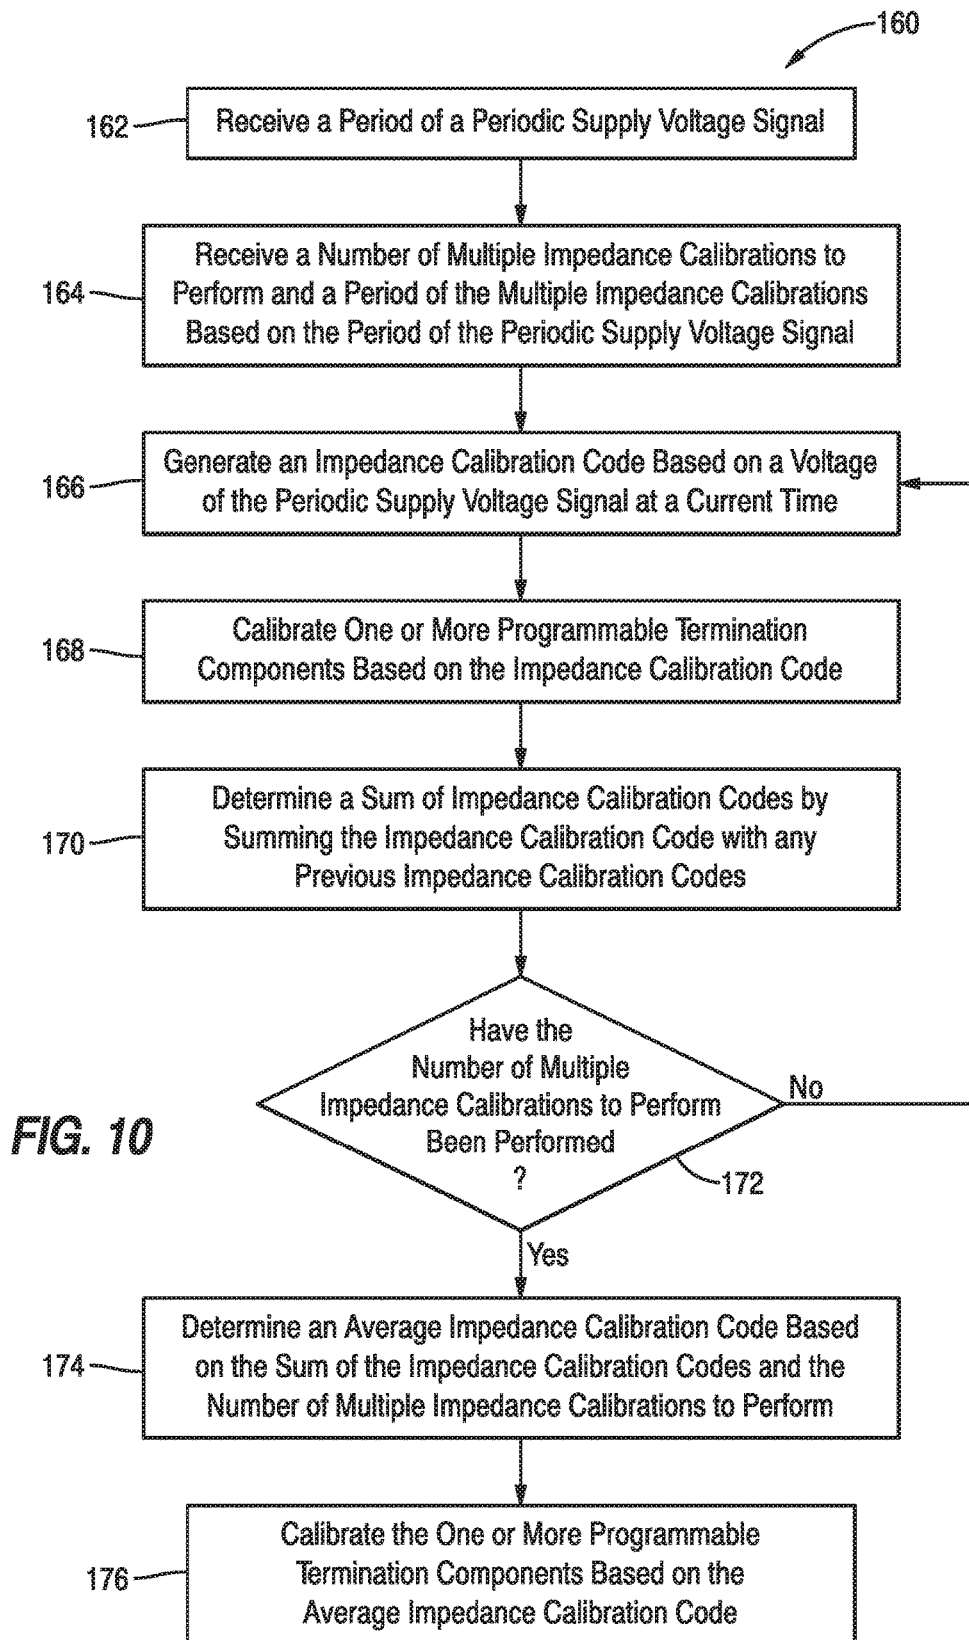 160
162
Receive a Period of a Periodic Supply Voltage Signal
164
Receive a Number of Multiple Impedance Calibrations to
Perform and a Period of the Multiple Impedance Calibrations
Based on the Period of the Periodic Supply Voltage Signal
166
Generate an Impedance Calibration Code Based on a Voltage
of the Periodic Supply Voltage Signal at a Current Time
168
Calibrate One or More Programmable Termination
Components Based on the Impedance Calibration Code
170
Determine a Sum of Impedance Calibration Codes by
Summing the Impedance Calibration Code with any
Previous Impedance Calibration Codes
Have the
Number of Multiple
Impedance Calibrations to Perform
Been Performed
?
No
172
FIG. 10
Yes
174
Determine an Average Impedance Calibration Code Based
on the Sum of the Impedance Calibration Codes and the
Number of Multiple Impedance Calibrations to Perform
176
Calibrate the One or More Programmable
Termination Components Based on the
Average Impedance Calibration Code